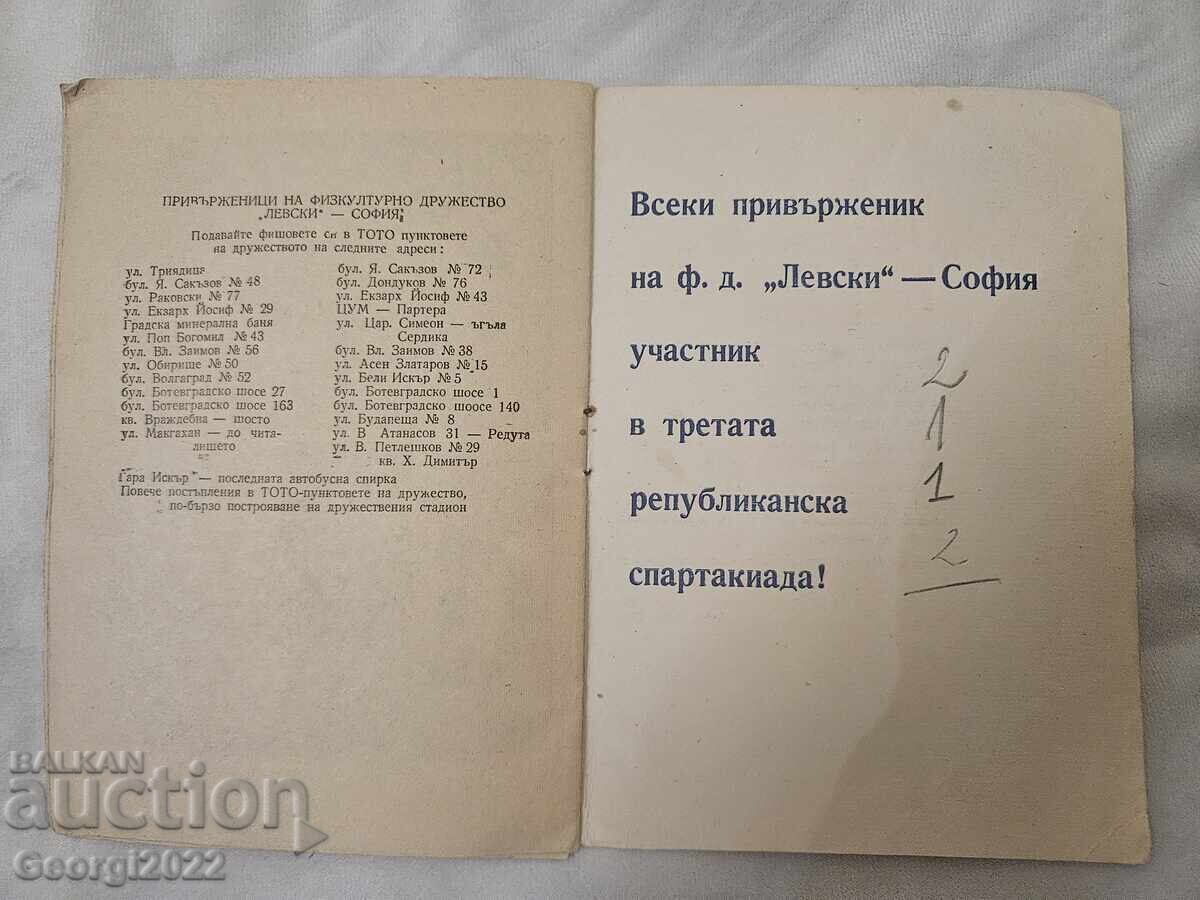 ПРИВЪРЖЕНИЦИ НА ФИЗКУЛТУРНО ДРУЖЕСТВО
„ЛЕВСКИ" — СОФИЯ,
Подавайте фишовете си в ТОТО пунктовете
на дружеството на следните адреси:
ул. Триядица
бул. Я. Сакъзов № 48
ул. Раковски № 77
ул. Екзарх Йосиф № 29
Градска минерална баня
ул. Поп Богомил № 43
бул. Вл. Заимов № 56
ул. Обирище № 50
бул. Волгаград № 52
бул. Ботевградско шосе 27
бул. Ботевградско шосе 163
кв. Враждебна — шосто
ул. Макгахан — до чита-
лището
бул. Я. Сакъзов № 72
бул. Дондуков № 76
ул. Екзарх Йосиф № 43
ЦУМ — Партера
ул. Цар. Симеон — ъгъла
Сердика
бул. Вл. Заимов № 38
ул. Асен Златаров № 15
ул. Бели Искър № 5
бул. Ботевградско шосе 1
бул. Ботевградско шоосе 140
ул. Будапеща № 8
ул. В Атанасов 31 — Редута
ул. В. Петлешков № 29
кв. Х. Димитър
Гара Искър — последната автобусна спирка
Повече постъпления в ТОТО-пунктовете на дружество,
по-бързо построяване на дружествения стадион
Всеки привърженик
на ф. д. „Левски“ — София
участник
в третата
републиканска
спартакиада!
2
1
1
2
BALKAN
auction
Georgi2022